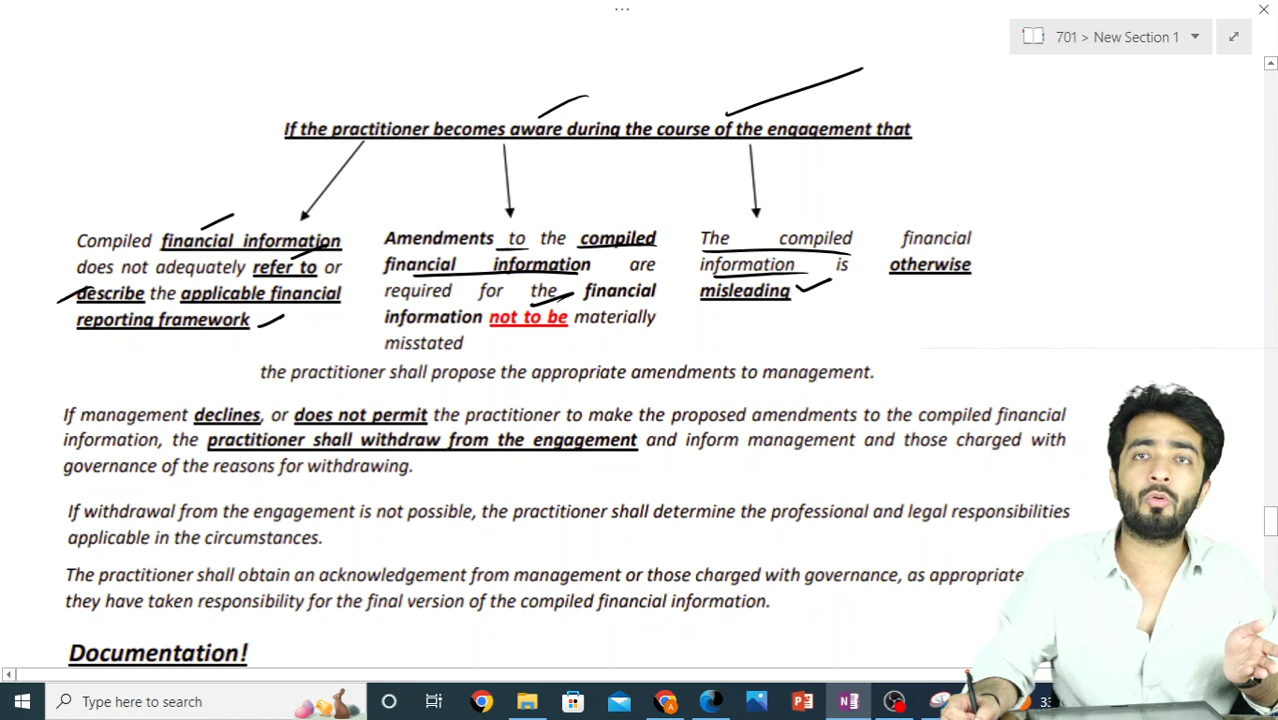 ...
701 > New Section 1
If the practitioner becomes aware during the course of the engagement that
Compiled financial information
does not adequately refer to or
describe the applicable financial
reporting framework
Amendments to the compiled
financial information are
required for the financial
information not to be materially
misstated
The compiled financial
information is otherwise
misleading
the practitioner shall propose the appropriate amendments to management.
If management declines, or does not permit the practitioner to make the proposed amendments to the compiled financial
information, the practitioner shall withdraw from the engagement and inform management and those charged with
governance of the reasons for withdrawing.
If withdrawal from the engagement is not possible, the practitioner shall determine the professional and legal responsibilities
applicable in the circumstances.
The practitioner shall obtain an acknowledgement from management or those charged with governance, as appropriate
they have taken responsibility for the final version of the compiled financial information.
Documentation!
Type here to search